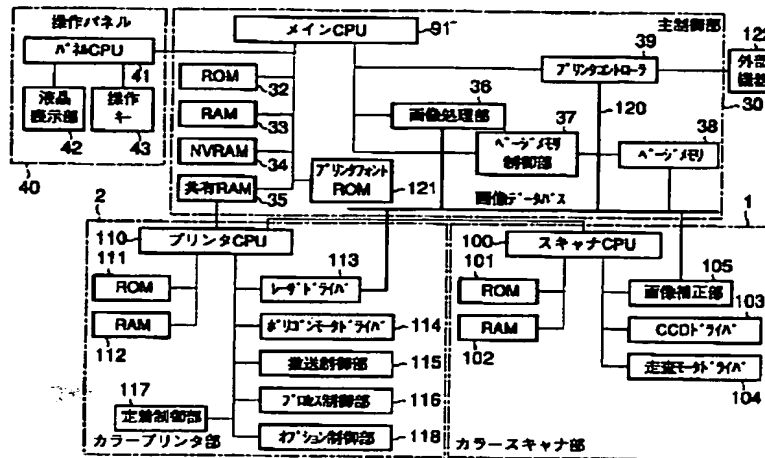 操作パネル
パネルCPU
41
液晶
表示部
42
操作
キー
43
40
メインCPU
91
主制御部
ROM
32
RAM
33
NVRAM
34
共有RAM
35
プリンタフォント
ROM
121
画像処理部
36
ページメモリ
制御部
37
ページメモリ
38
プリンタコントローラ
39
120
外部
機器
122
30
画像データバス
2
プリンタCPU
110
ROM
111
RAM
112
レーザドライバ
113
ポリゴンモータドライバ
114
搬送制御部
115
プロセス制御部
116
定着制御部
117
オプション制御部
118
カラープリンタ部
1
スキャナCPU
100
ROM
101
RAM
102
画像補正部
105
CCDドライバ
103
走査モータドライバ
104
カラースキャナ部